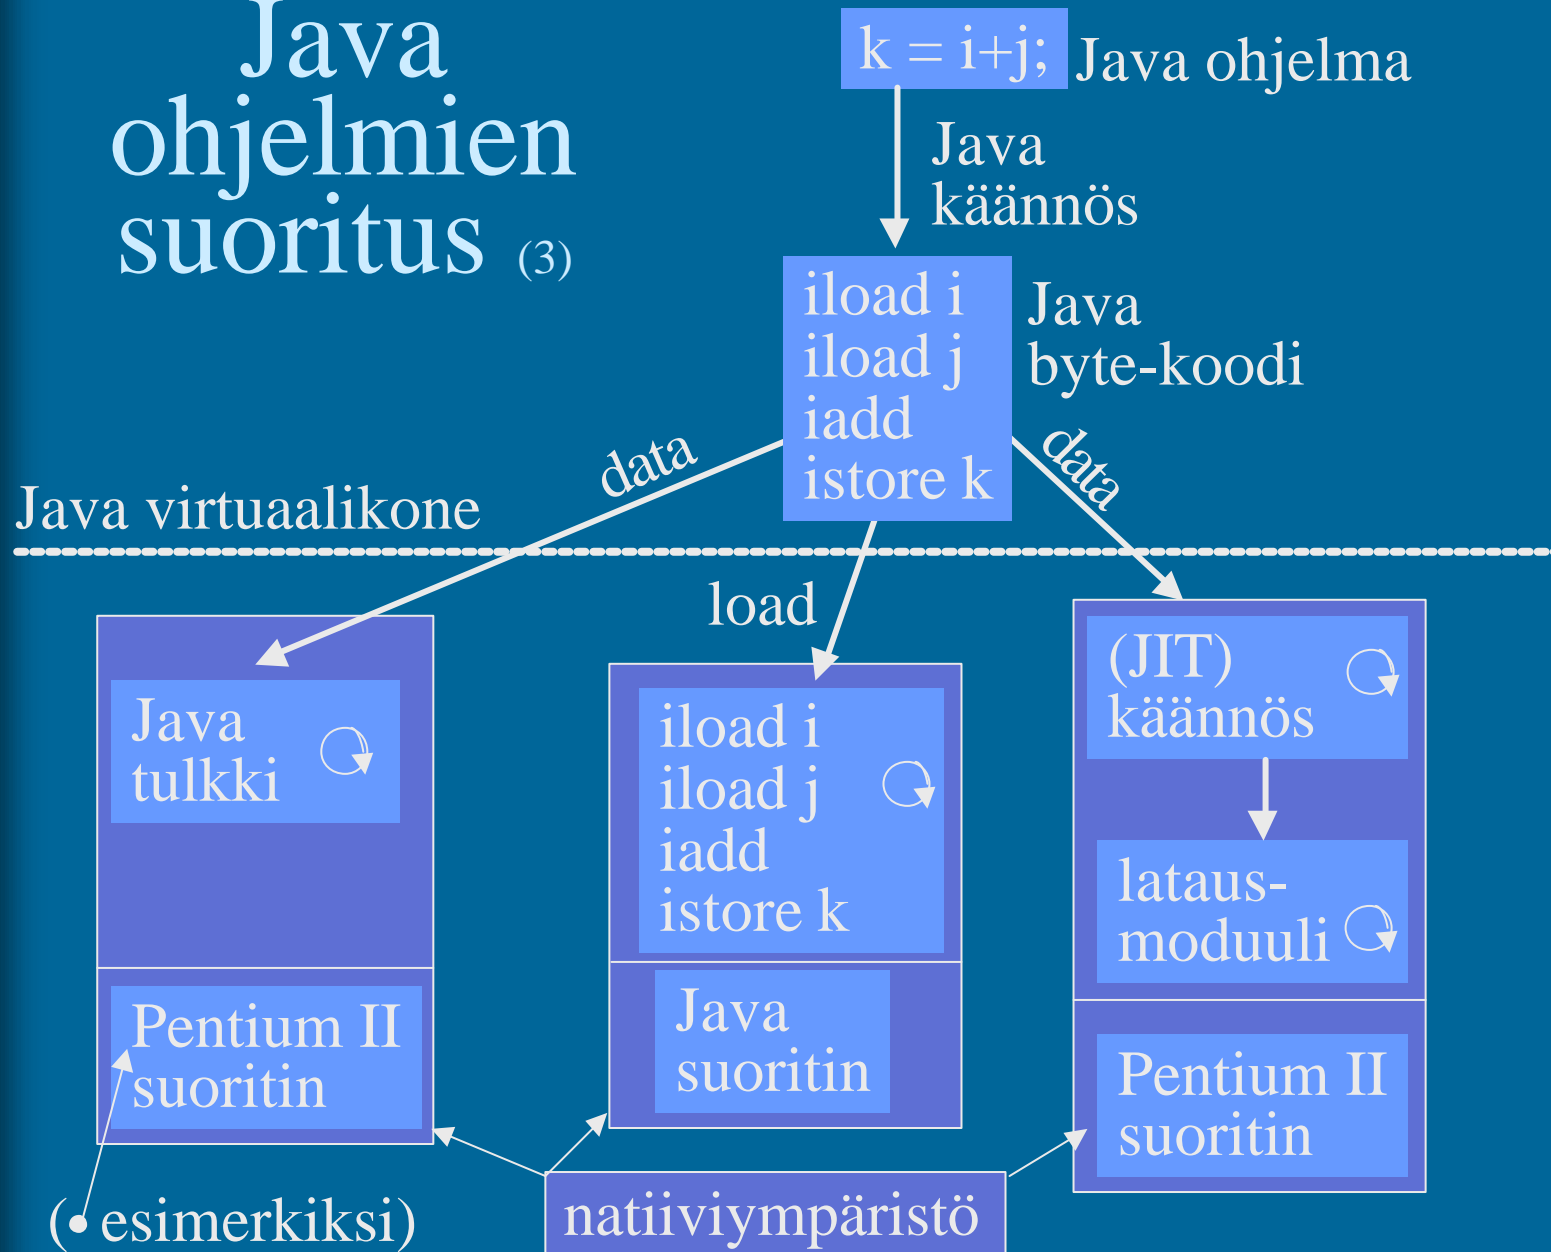 Java
ohjelmien
suoritus (3)
k = i+j;
Java ohjelma
Java
käännös
iload i
iload j
iadd
istore k
Java
byte-koodi
data
data
Java virtuaalikone
load
Java
tulkki
Pentium II
suoritin
iload i
iload j
iadd
istore k
Java
suoritin
(JIT)
käännös
lataus-
moduuli
Pentium II
suoritin
(• esimerkiksi)
natiiviympäristö